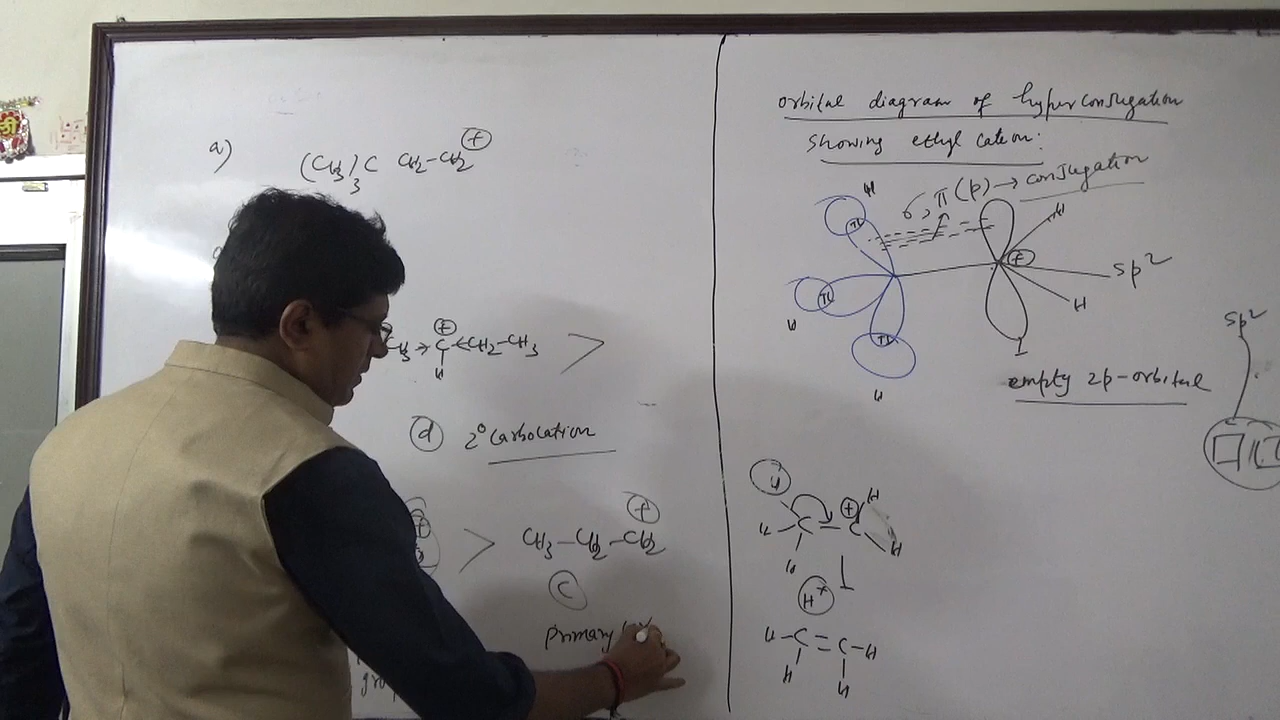 a) (CH3)3C CH2-CH2 ⊕
CH3 → C ← CH2-CH3 >
⊕
H
(d) 2° Carbocation
> CH3-CH2-CH2 ⊕
(C)
Primary
orbital diagram of hyperconjugation
showing ethyl cation:
σ, π(p) → conjugation
H
H
H
H
H
⊕
sp2
empty 2p-orbital
sp2
H
H
H
C = C ⊕
H
H
H+
H-C=C-H
H H